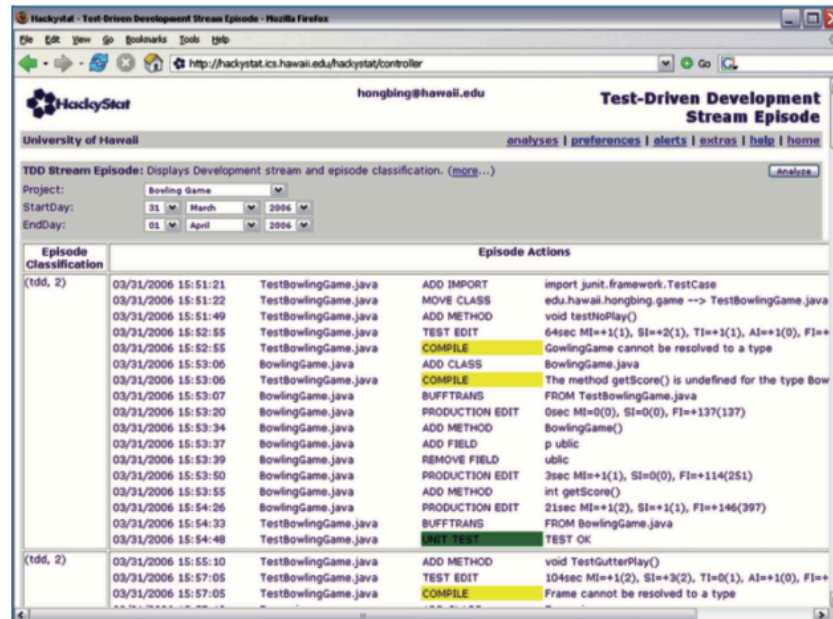 Hackystat - Test-Driven Development Stream Episode - Mozilla Firefox
File Edit View Go Bookmarks Tools Help
http://hackystat.ics.hawaii.edu/hackystat/controller Go
HackyStat hongbing@hawaii.edu Test-Driven Development
Stream Episode
University of Hawaii analyses | preferences | alerts | extras | help | home
TDD Stream Episode: Displays Development stream and episode classification. (more...) Analyze
Project: Bowling Game
StartDay: 31 March 2006
EndDay: 01 April 2006
Episode Classification Episode Actions
(tdd, 2) 03/31/2006 15:51:21 TestBowlingGame.java ADD IMPORT import junit.framework.TestCase
03/31/2006 15:51:22 TestBowlingGame.java MOVE CLASS edu.hawaii.hongbing.game --> TestBowlingGame.java
03/31/2006 15:51:49 TestBowlingGame.java ADD METHOD void testNoPlay()
03/31/2006 15:52:55 TestBowlingGame.java TEST EDIT 64sec MI=+1(1), SI=+2(1), TI=+1(1), AI=+1(0), FI=+
03/31/2006 15:52:55 TestBowlingGame.java COMPILE GowlingGame cannot be resolved to a type
03/31/2006 15:53:06 BowlingGame.java ADD CLASS BowlingGame.java
03/31/2006 15:53:06 TestBowlingGame.java COMPILE The method getScore() is undefined for the type Bow
03/31/2006 15:53:07 BowlingGame.java BUFFTRANS FROM TestBowlingGame.java
03/31/2006 15:53:20 BowlingGame.java PRODUCTION EDIT 0sec MI=0(0), SI=0(0), FI=+137(137)
03/31/2006 15:53:34 BowlingGame.java ADD METHOD BowlingGame()
03/31/2006 15:53:37 BowlingGame.java ADD FIELD p ublic
03/31/2006 15:53:39 BowlingGame.java REMOVE FIELD ublic
03/31/2006 15:53:50 BowlingGame.java PRODUCTION EDIT 3sec MI=+1(1), SI=0(0), FI=+114(251)
03/31/2006 15:53:55 BowlingGame.java ADD METHOD int getScore()
03/31/2006 15:54:26 BowlingGame.java PRODUCTION EDIT 21sec MI=+1(2), SI=+1(1), FI=+146(397)
03/31/2006 15:54:33 TestBowlingGame.java BUFFTRANS FROM BowlingGame.java
03/31/2006 15:54:48 TestBowlingGame.java UNIT TEST TEST OK
(tdd, 2) 03/31/2006 15:55:10 TestBowlingGame.java ADD METHOD void TestGutterPlay()
03/31/2006 15:57:05 TestBowlingGame.java TEST EDIT 104sec MI=+1(2), SI=+3(2), TI=0(1), AI=+1(0), FI=+
03/31/2006 15:57:05 TestBowlingGame.java COMPILE Frame cannot be resolved to a type